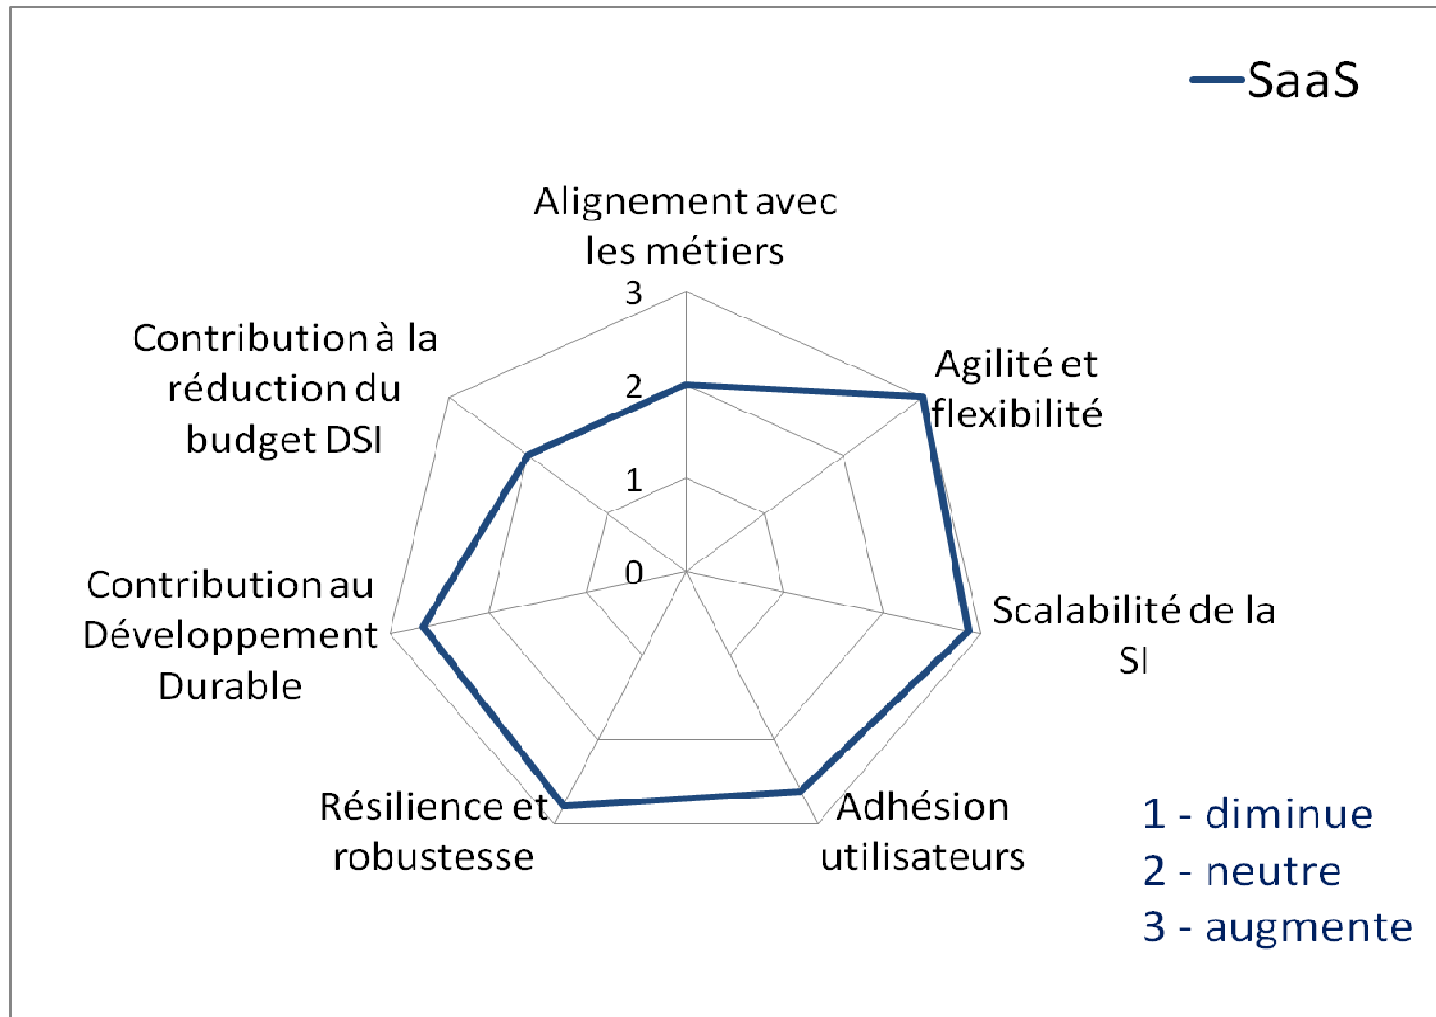 SaaS
Alignement avec
les métiers
3
2
1
0
Agilité et
flexibilité
Scalabilité de la
SI
Adhésion
utilisateurs
Résilience et
robustesse
Contribution au
Développement
Durable
Contribution à la
réduction du
budget DSI
1 - diminue
2 - neutre
3 - augmente